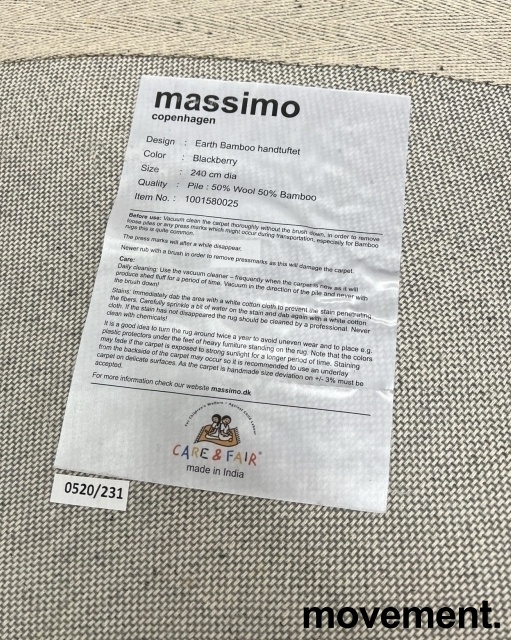 massimo
copenhagen
Design : Earth Bamboo handtuftet
Color : Blackberry
Size : 240 cm dia
Quality : Pile : 50% Wool 50% Bamboo
Item No. : 1001580025
Before use: Vacuum clean the carpet thoroughly without the brush down, in order to remove
loose piles or any press marks which might occur during transportation, especially for Bamboo
rugs this is quite common.
The press marks will after a while disappear.
Newer rub with a brush in order to remove pressmarks as this will damage the carpet.
Care:
Daily cleaning: Use the vacuum cleaner – frequently when the carpet is new as it will
produce shed fluff for a period of time. Vacuum in the direction of the pile and never with
the brush down!
Stains: Immediately dab the area with a white cotton cloth to prevent the stain penetrating
the fibers. Carefully sprinkle a bit of water on the stain and dab again with a white cotton
cloth. If the stain has not disappeared the rug should be cleaned by a professional. Never
clean with chemicals!
It is a good idea to turn the rug around twice a year to avoid uneven wear and to place e.g.
plastic protectors under the feet of heavy furniture standing on the rug. Note that the colors
may fade if the carpet is exposed to strong sunlight for a longer period of time. Staining
from the backside of the carpet may occur so it is recommended to use an underlay
carpet on delicate surfaces. As the carpet is handmade size deviation on +/- 3% must be
accepted.
For more information check our website massimo.dk
For Children's Welfare - Against Child Labour
CARE & FAIR®
made in India
0520/231
movement.